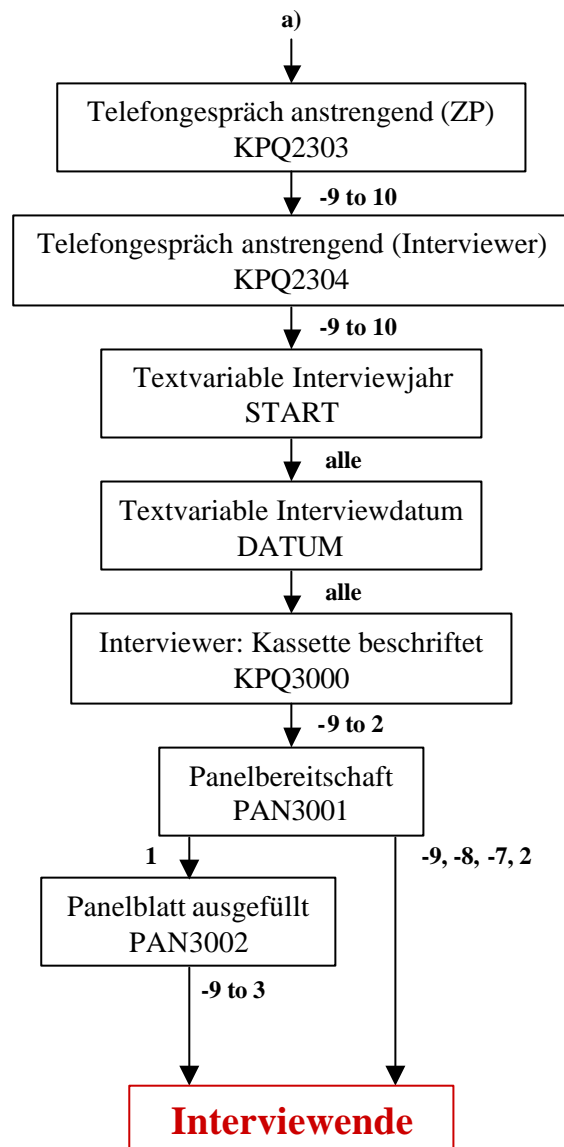 a)
Telefongespräch anstrengend (ZP)
KPQ2303
-9 to 10
Telefongespräch anstrengend (Interviewer)
KPQ2304
-9 to 10
Textvariable Interviewjahr
START
alle
Textvariable Interviewdatum
DATUM
alle
Interviewer: Kassette beschriftet
KPQ3000
-9 to 2
Panelbereitschaft
PAN3001
1
-9, -8, -7, 2
Panelblatt ausgefüllt
PAN3002
-9 to 3
Interviewende